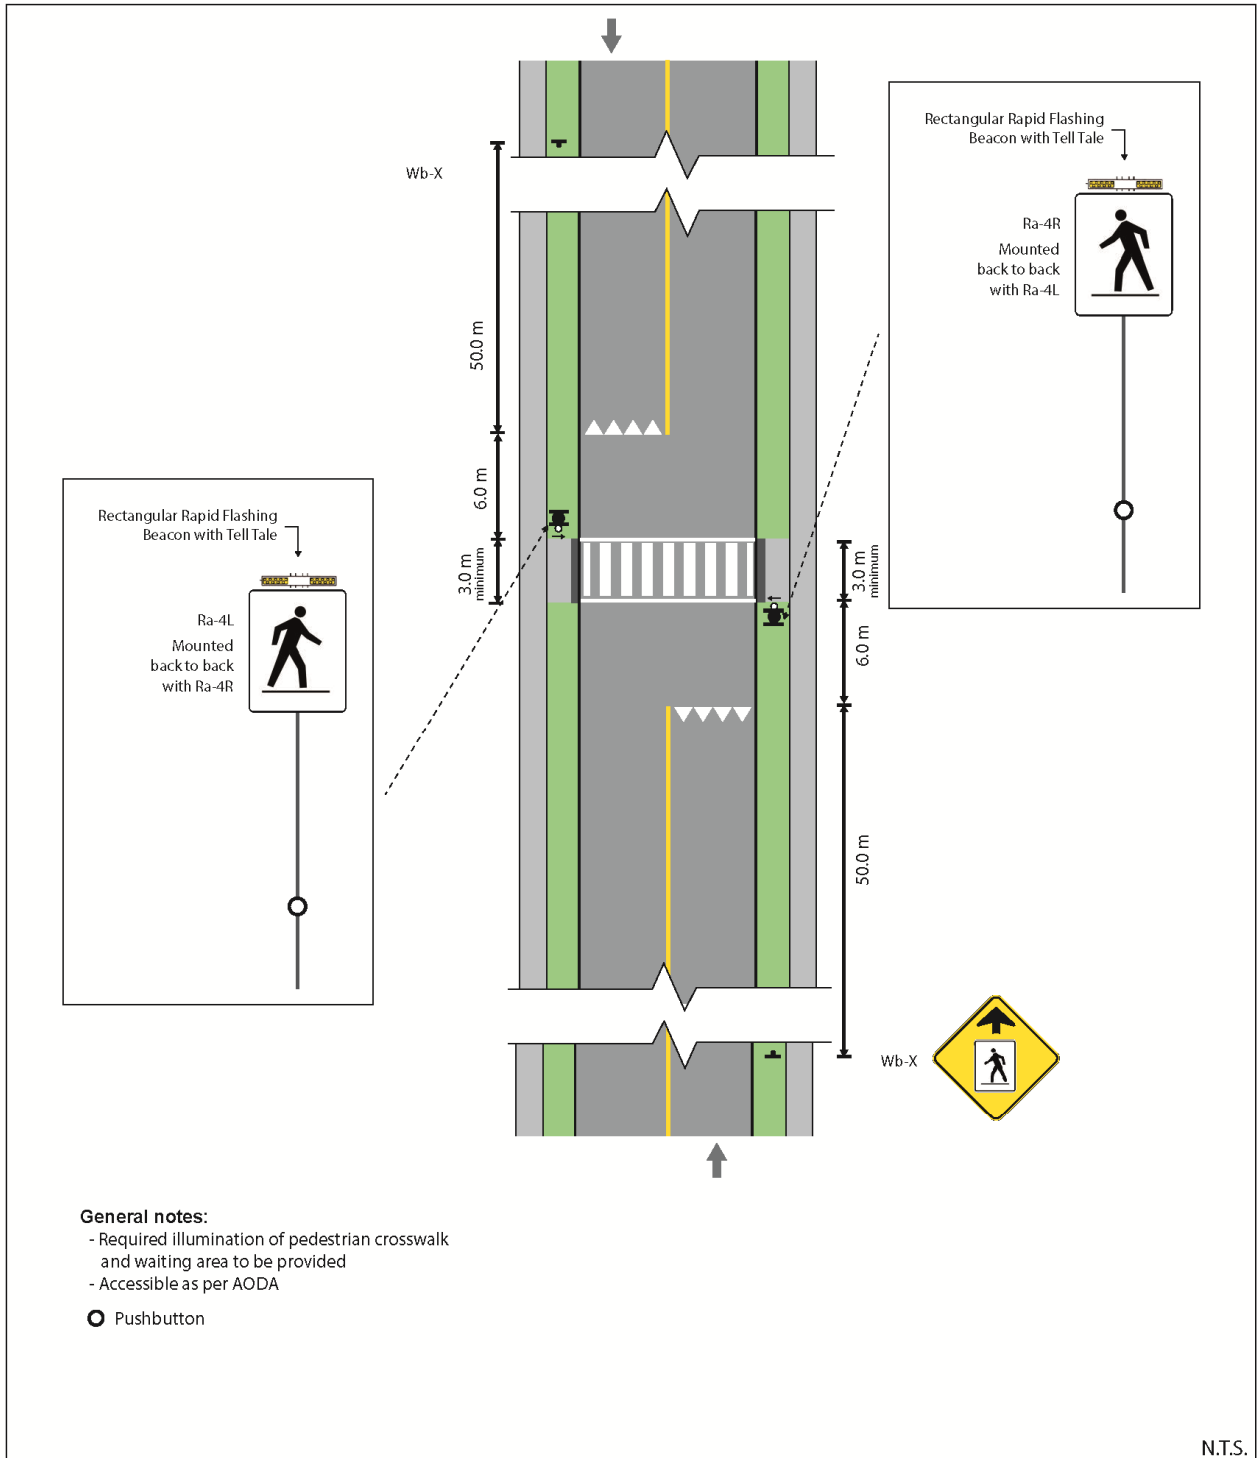 Wb-X
50.0 m
6.0 m
3.0 m
minimum
Rectangular Rapid Flashing
Beacon with Tell Tale
Ra-4R
Mounted
back to back
with Ra-4L
Rectangular Rapid Flashing
Beacon with Tell Tale
Ra-4L
Mounted
back to back
with Ra-4R
3.0 m
minimum
6.0 m
50.0 m
Wb-X
General notes:
- Required illumination of pedestrian crosswalk
and waiting area to be provided
- Accessible as per AODA
Pushbutton
N.T.S.